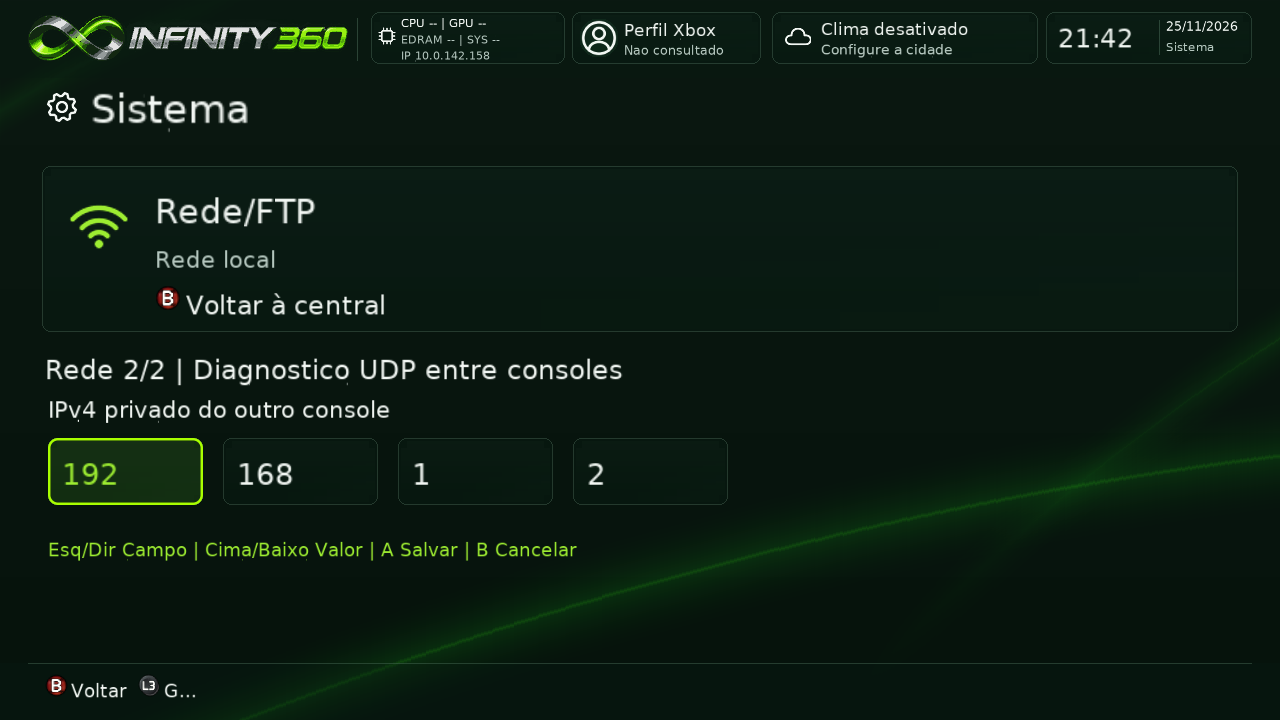 INFINITY360
CPU -- | GPU --
EDRAM -- | SYS --
IP 10.0.142.158
Perfil Xbox
Nao consultado
Clima desativado
Configure a cidade
21:42
25/11/2026
Sistema
Sistema
Rede/FTP
Rede local
B Voltar à central
Rede 2/2 | Diagnostico UDP entre consoles
IPv4 privado do outro console
192 168 1 2
Esq/Dir Campo | Cima/Baixo Valor | A Salvar | B Cancelar
B Voltar L3 G...